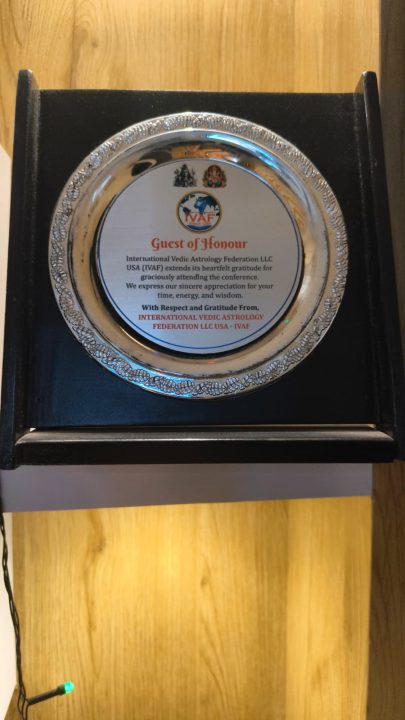 IVAF
Guest of Honour
International Vedic Astrology Federation LLC
USA (IVAF) extends its heartfelt gratitude for
graciously attending the conference.
We express our sincere appreciation for your
time, energy, and wisdom.
With Respect and Gratitude From,
INTERNATIONAL VEDIC ASTROLOGY
FEDERATION LLC USA - IVAF